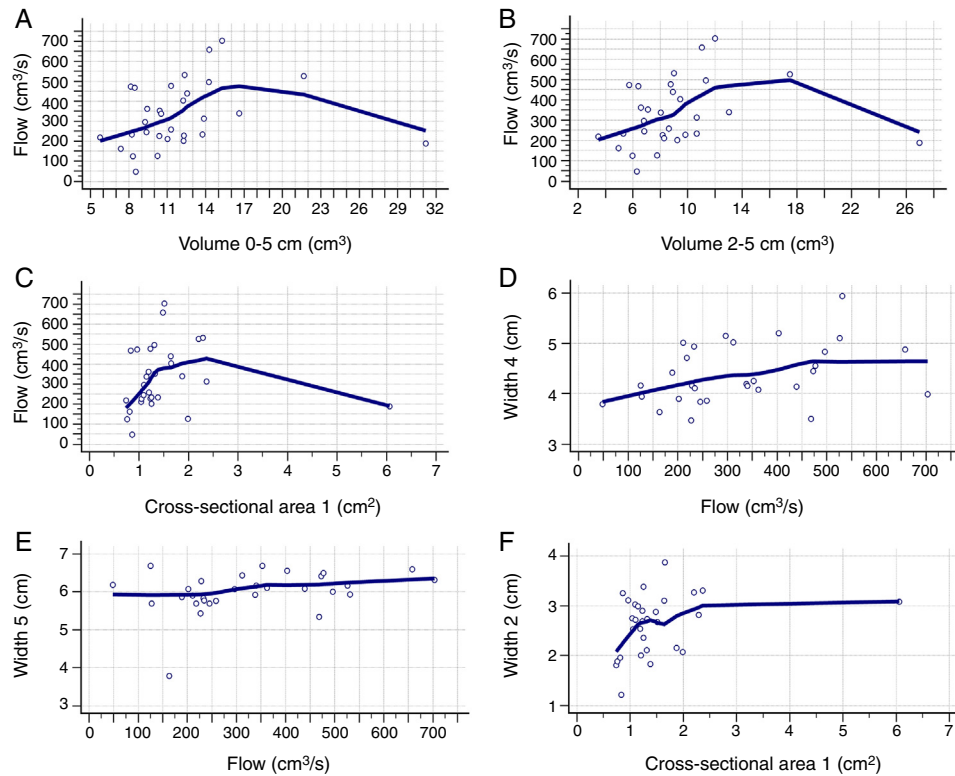 A
Flow (cm³/s)
700
600
500
400
300
200
100
0
5 8 11 14 17 20 23 26 29 32
Volume 0-5 cm (cm³)
B
Flow (cm³/s)
700
600
500
400
300
200
100
0
2 6 10 14 18 22 26
Volume 2-5 cm (cm³)
C
Flow (cm³/s)
700
600
500
400
300
200
100
0
0 1 2 3 4 5 6 7
Cross-sectional area 1 (cm²)
D
Width 4 (cm)
6
5
4
3
0 100 200 300 400 500 600 700
Flow (cm³/s)
E
Width 5 (cm)
7
6
5
4
3
0 100 200 300 400 500 600 700
Flow (cm³/s)
F
Width 2 (cm)
4
3
2
1
0 1 2 3 4 5 6 7
Cross-sectional area 1 (cm²)